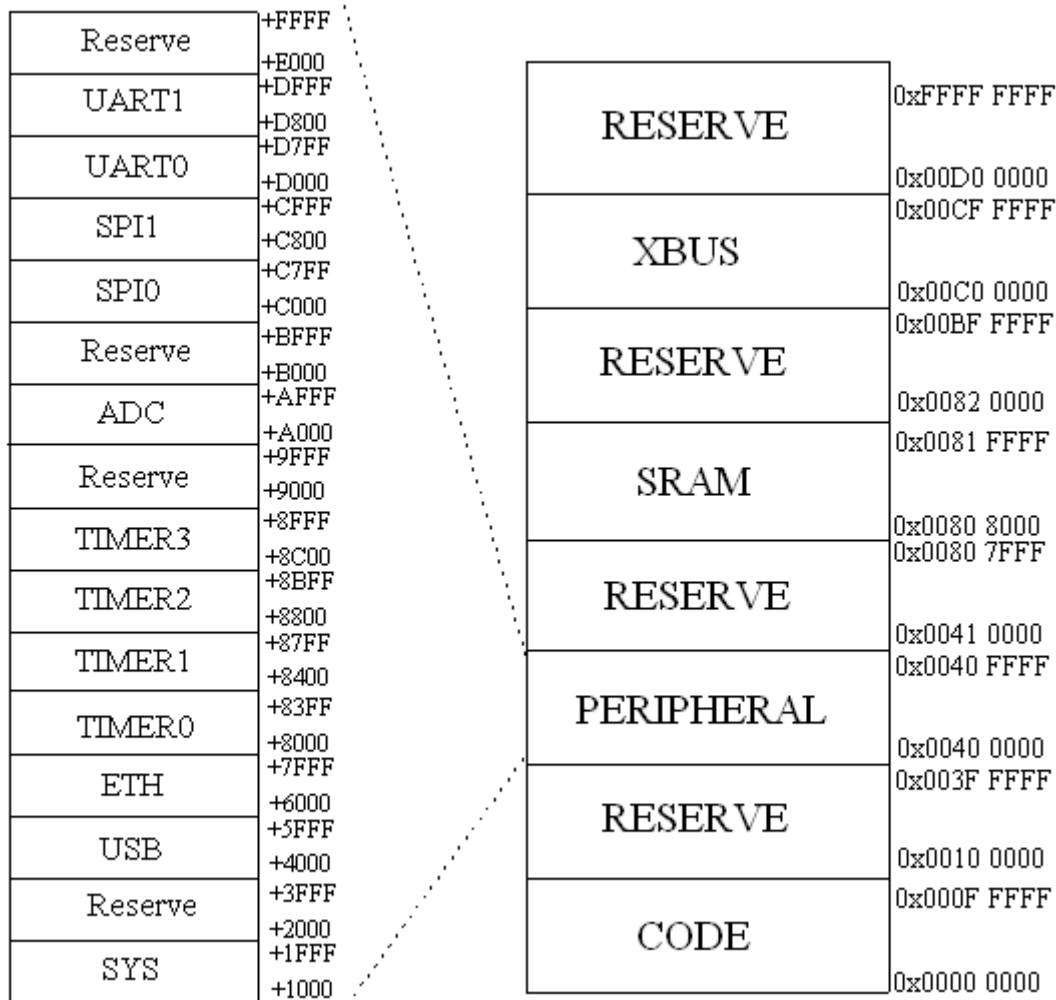 Reserve
+FFFF
+E000
UART1
+DFFF
+D800
UART0
+D7FF
+D000
SPI1
+CFFF
+C800
SPI0
+C7FF
+C000
Reserve
+BFFF
+B000
ADC
+AFFF
+A000
Reserve
+9FFF
+9000
TIMER3
+8FFF
+8C00
TIMER2
+8BFF
+8800
TIMER1
+87FF
+8400
TIMER0
+83FF
+8000
ETH
+7FFF
+6000
USB
+5FFF
+4000
Reserve
+3FFF
+2000
SYS
+1FFF
+1000
RESERVE
0xFFFF FFFF
0x00D0 0000
XBUS
0x00CF FFFF
0x00C0 0000
RESERVE
0x00BF FFFF
0x0082 0000
SRAM
0x0081 FFFF
0x0080 8000
RESERVE
0x0080 7FFF
0x0041 0000
PERIPHERAL
0x0040 FFFF
0x0040 0000
RESERVE
0x003F FFFF
0x0010 0000
CODE
0x000F FFFF
0x0000 0000